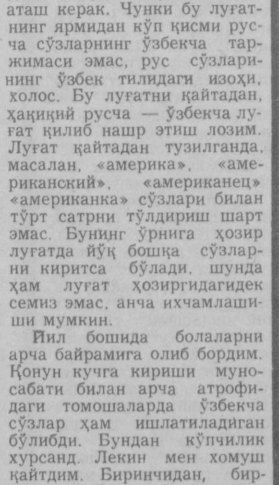 аташ керак. Чунки бу луғат-
нинг ярмидан кўп қисми рус-
ча сўзларнинг ўзбекча тар-
жимаси эмас, рус сўзлари-
нинг ўзбек тилидаги изоҳи,
холос. Бу луғатни қайтадан,
ҳақиқий русча — ўзбекча лу-
ғат қилиб нашр этиш лозим.
Луғат қайтадан тузилганда,
масалан, «америка», «аме-
риканский», «американец»
«американка» сўзлари билан
тўрт сатрни тўлдириш шарт
эмас. Бунинг ўрнига ҳозир
луғатда йўқ бошқа сўзлар-
ни киритса бўлади, шунда
ҳам луғат ҳозиргидагидек
семиз эмас, анча ихчамлаши-
ши мумкин.
Йил бошида болаларни
арча байрамига олиб бордим.
Қонун кучга кириши муно-
сабати билан арча атрофи-
даги томошаларда ўзбекча
сўзлар ҳам ишлатиладиган
бўлибди. Бундан кўпчилик
хурсанд. Лекин мен хомуш
қайтдим. Биринчидан, бир-